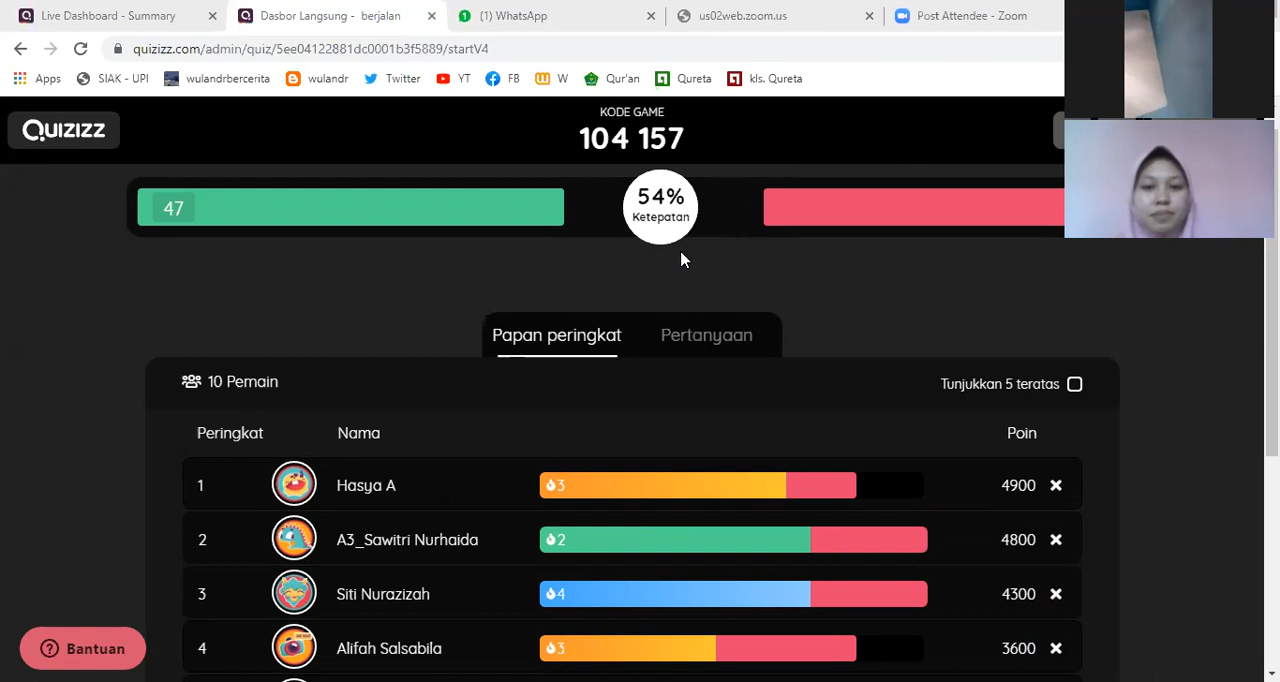 Live Dashboard - Summary
Dasbor Langsung - berjalan
(1) WhatsApp
us02web.zoom.us
Post Attendee - Zoom
quizizz.com/admin/quiz/5ee04122881dc0001b3f5889/startV4
Apps
SIAK - UPI
wulandrbercerita
wulandr
Twitter
YT
FB
W
Qur'an
Qureta
kls. Qureta
QUIZIZZ
KODE GAME
104 157
47
54%
Ketepatan
Papan peringkat
Pertanyaan
10 Pemain
Tunjukkan 5 teratas
Peringkat Nama Poin
1 Hasya A 3 4900
2 A3_Sawitri Nurhaida 2 4800
3 Siti Nurazizah 4 4300
4 Alifah Salsabila 3 3600
Bantuan